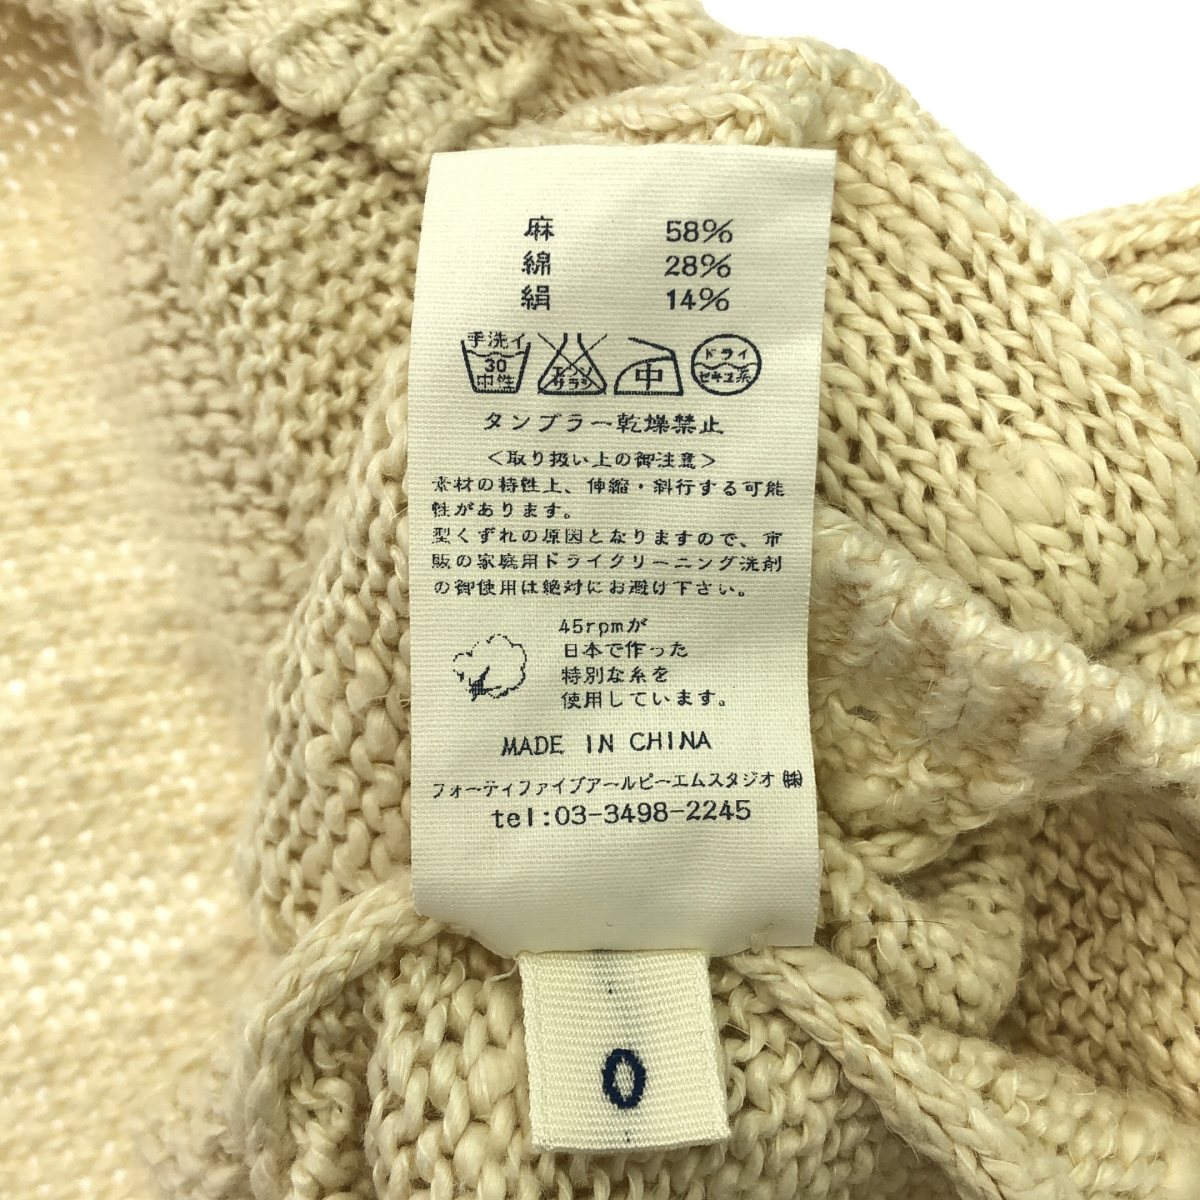 麻 58%
綿 28%
絹 14%
手洗イ
30
中性
エンソ
サラシ
中
ドライ
セキユ系
タンブラー乾燥禁止
<取り扱い上の御注意>
素材の特性上、伸縮・斜行する可能
性があります。
型くずれの原因となりますので、市
販の家庭用ドライクリーニング洗剤
の御使用は絶対にお避け下さい。
45rpmが
日本で作った
特別な糸を
使用しています。
MADE IN CHINA
フォーティファイブアールピーエムスタジオ㈱
tel:03-3498-2245
0